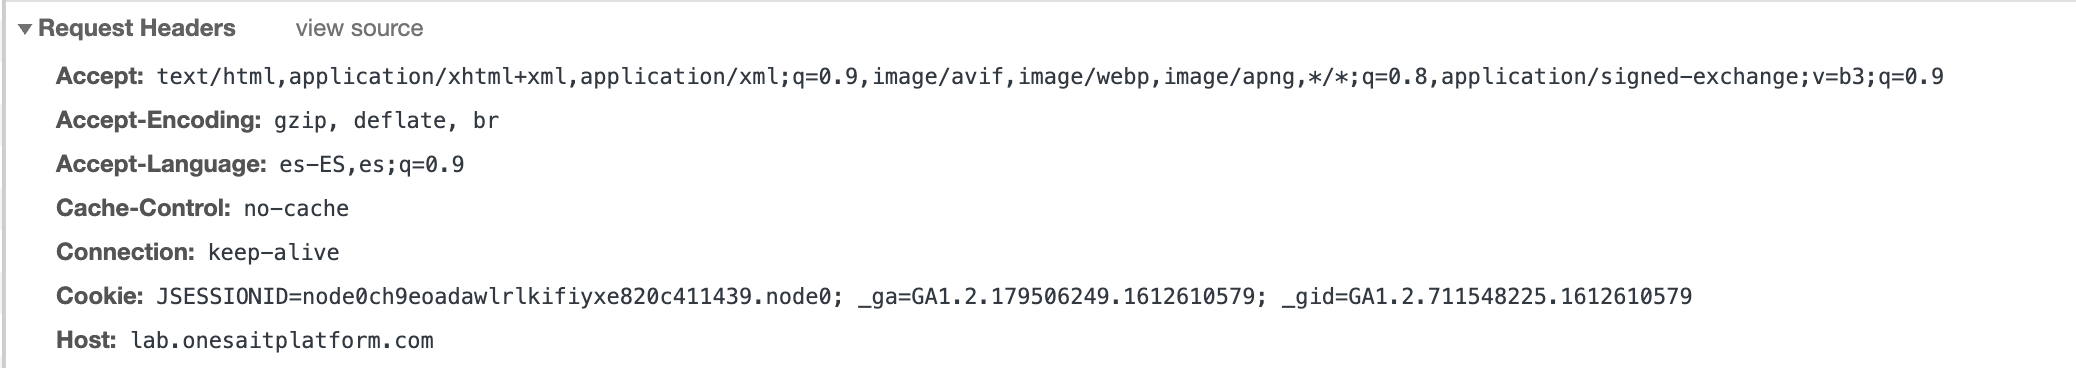 Request Headers view source
Accept: text/html,application/xhtml+xml,application/xml;q=0.9,image/avif,image/webp,image/apng,*/*;q=0.8,application/signed-exchange;v=b3;q=0.9
Accept-Encoding: gzip, deflate, br
Accept-Language: es-ES,es;q=0.9
Cache-Control: no-cache
Connection: keep-alive
Cookie: JSESSIONID=node0ch9eoadawlrlkifiyxe820c411439.node0; _ga=GA1.2.179506249.1612610579; _gid=GA1.2.711548225.1612610579
Host: lab.onesaitplatform.com